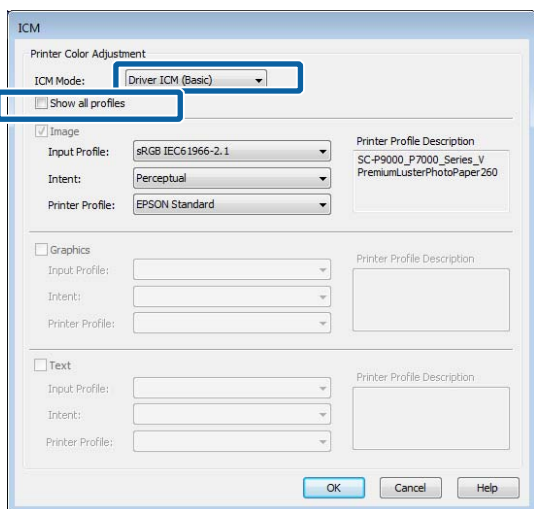 ICM
Printer Color Adjustment
ICM Mode: Driver ICM (Basic)
Show all profiles
Image
Input Profile: sRGB IEC61966-2.1
Intent: Perceptual
Printer Profile: EPSON Standard
Printer Profile Description
SC-P9000_P7000_Series_V
PremiumLusterPhotoPaper260
Graphics
Input Profile:
Intent:
Printer Profile:
Printer Profile Description
Text
Input Profile:
Intent:
Printer Profile:
Printer Profile Description
OK Cancel Help